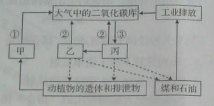 大气中的二氧化碳库
工业排放
①
②
②
③
甲
乙
丙
动植物的遗体和排泄物
煤和石油